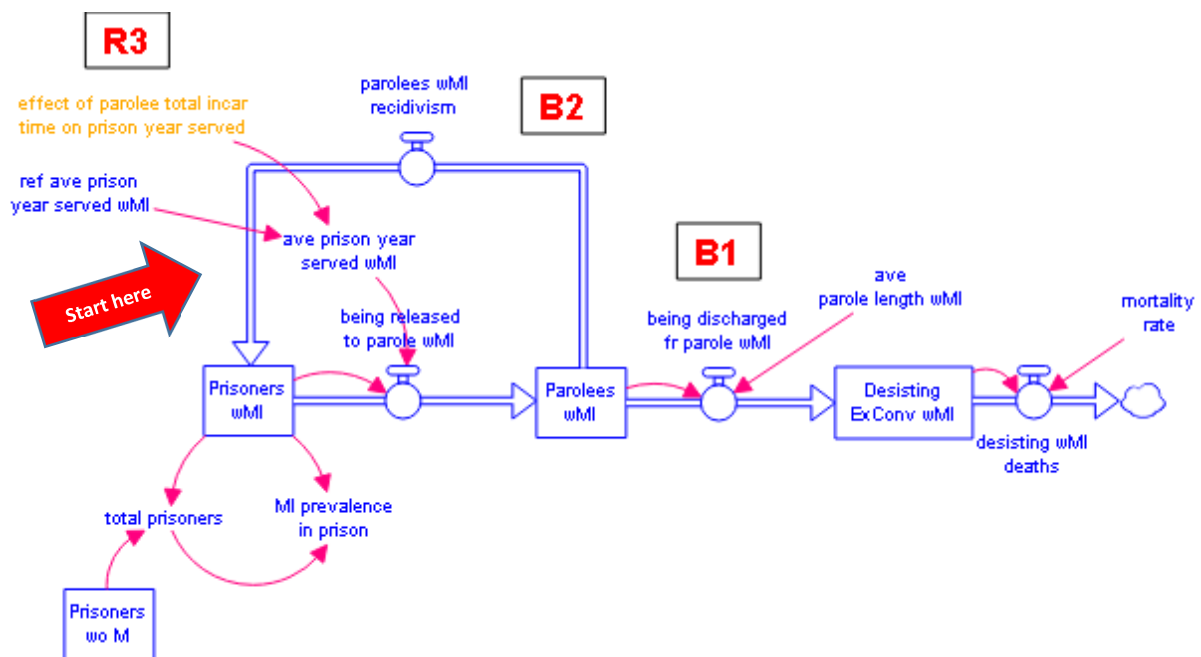 R3
effect of parolee total incar
time on prison year served
parolees wMI
recidivism
B2
ref ave prison
year served wMI
ave prison year
served wMI
B1
Start here
being released
to parole wMI
being discharged
fr parole wMI
ave
parole length wMI
mortality
rate
Prisoners
wMI
Parolees
wMI
Desisting
ExConv wMI
desisting wMI
deaths
total prisoners
MI prevalence
in prison
Prisoners
wo M